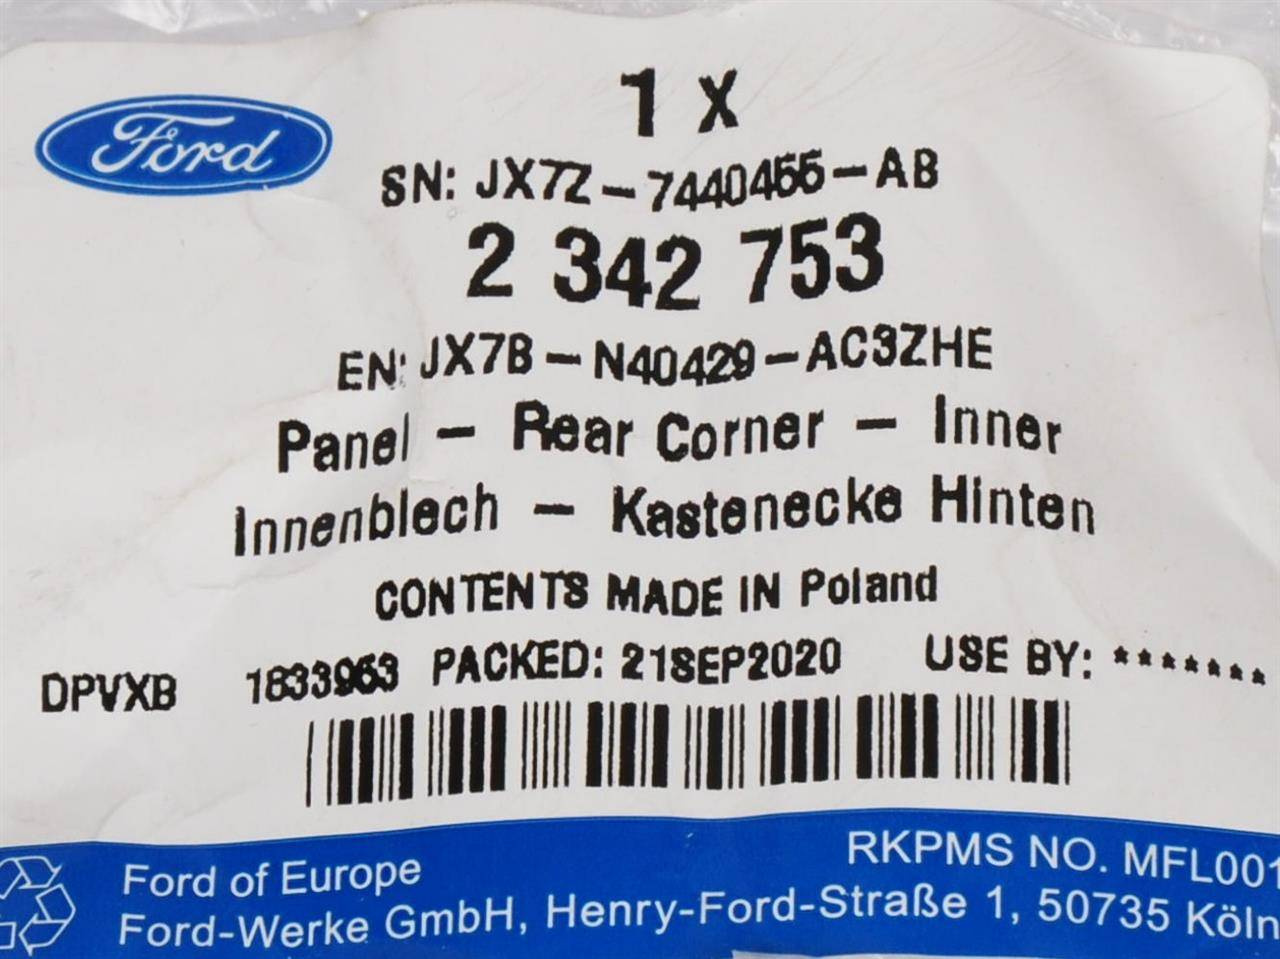 Ford
1 X
SN: JX7Z-7440455-AB
2 342 753
EN: JX7B-N40429-AC3ZHE
Panel - Rear Corner - Inner
Innenblech - Kastenecke Hinten
CONTENTS MADE IN Poland
DPVXB 1833963 PACKED: 21SEP2020 USE BY: *******
RKPMS NO. MFL001
Ford of Europe
Ford-Werke GmbH, Henry-Ford-Straße 1, 50735 Köln